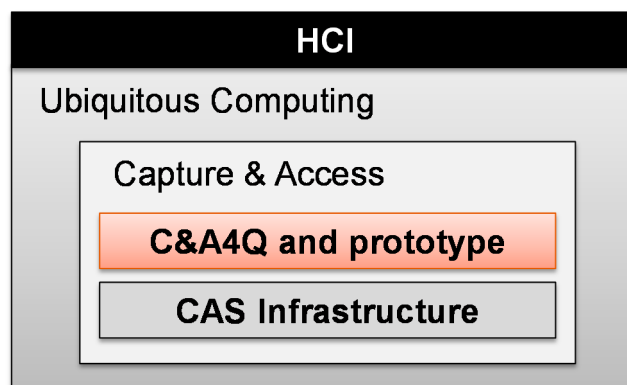 HCI
Ubiquitous Computing
Capture & Access
C&A4Q and prototype
CAS Infrastructure